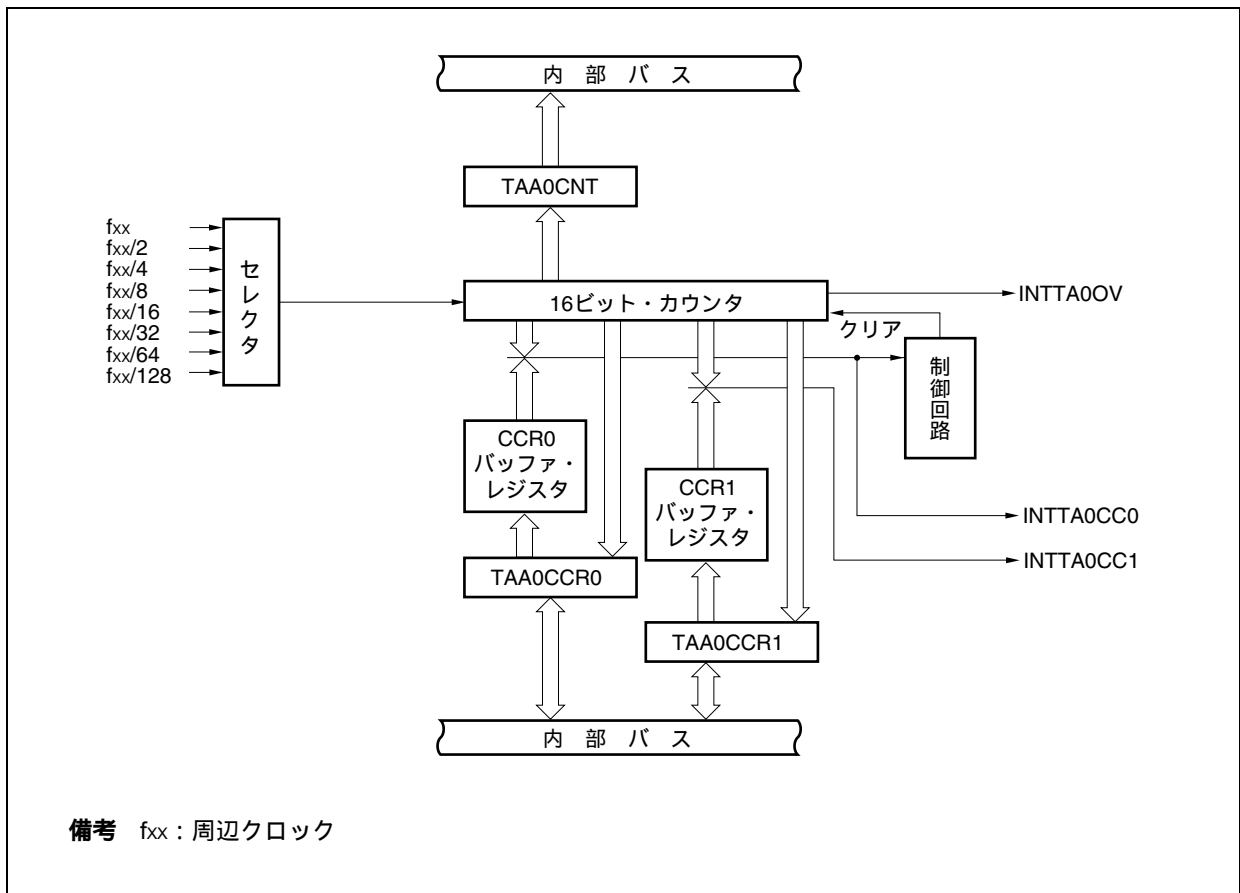 内部バス
TAA0CNT
fxx
fxx/2
fxx/4
fxx/8
fxx/16
fxx/32
fxx/64
fxx/128
セレクタ
16ビット・カウンタ
INTTA0OV
クリア
制御回路
CCR0
バッファ・
レジスタ
CCR1
バッファ・
レジスタ
INTTA0CC0
INTTA0CC1
TAA0CCR0
TAA0CCR1
内部バス
備考 fxx：周辺クロック